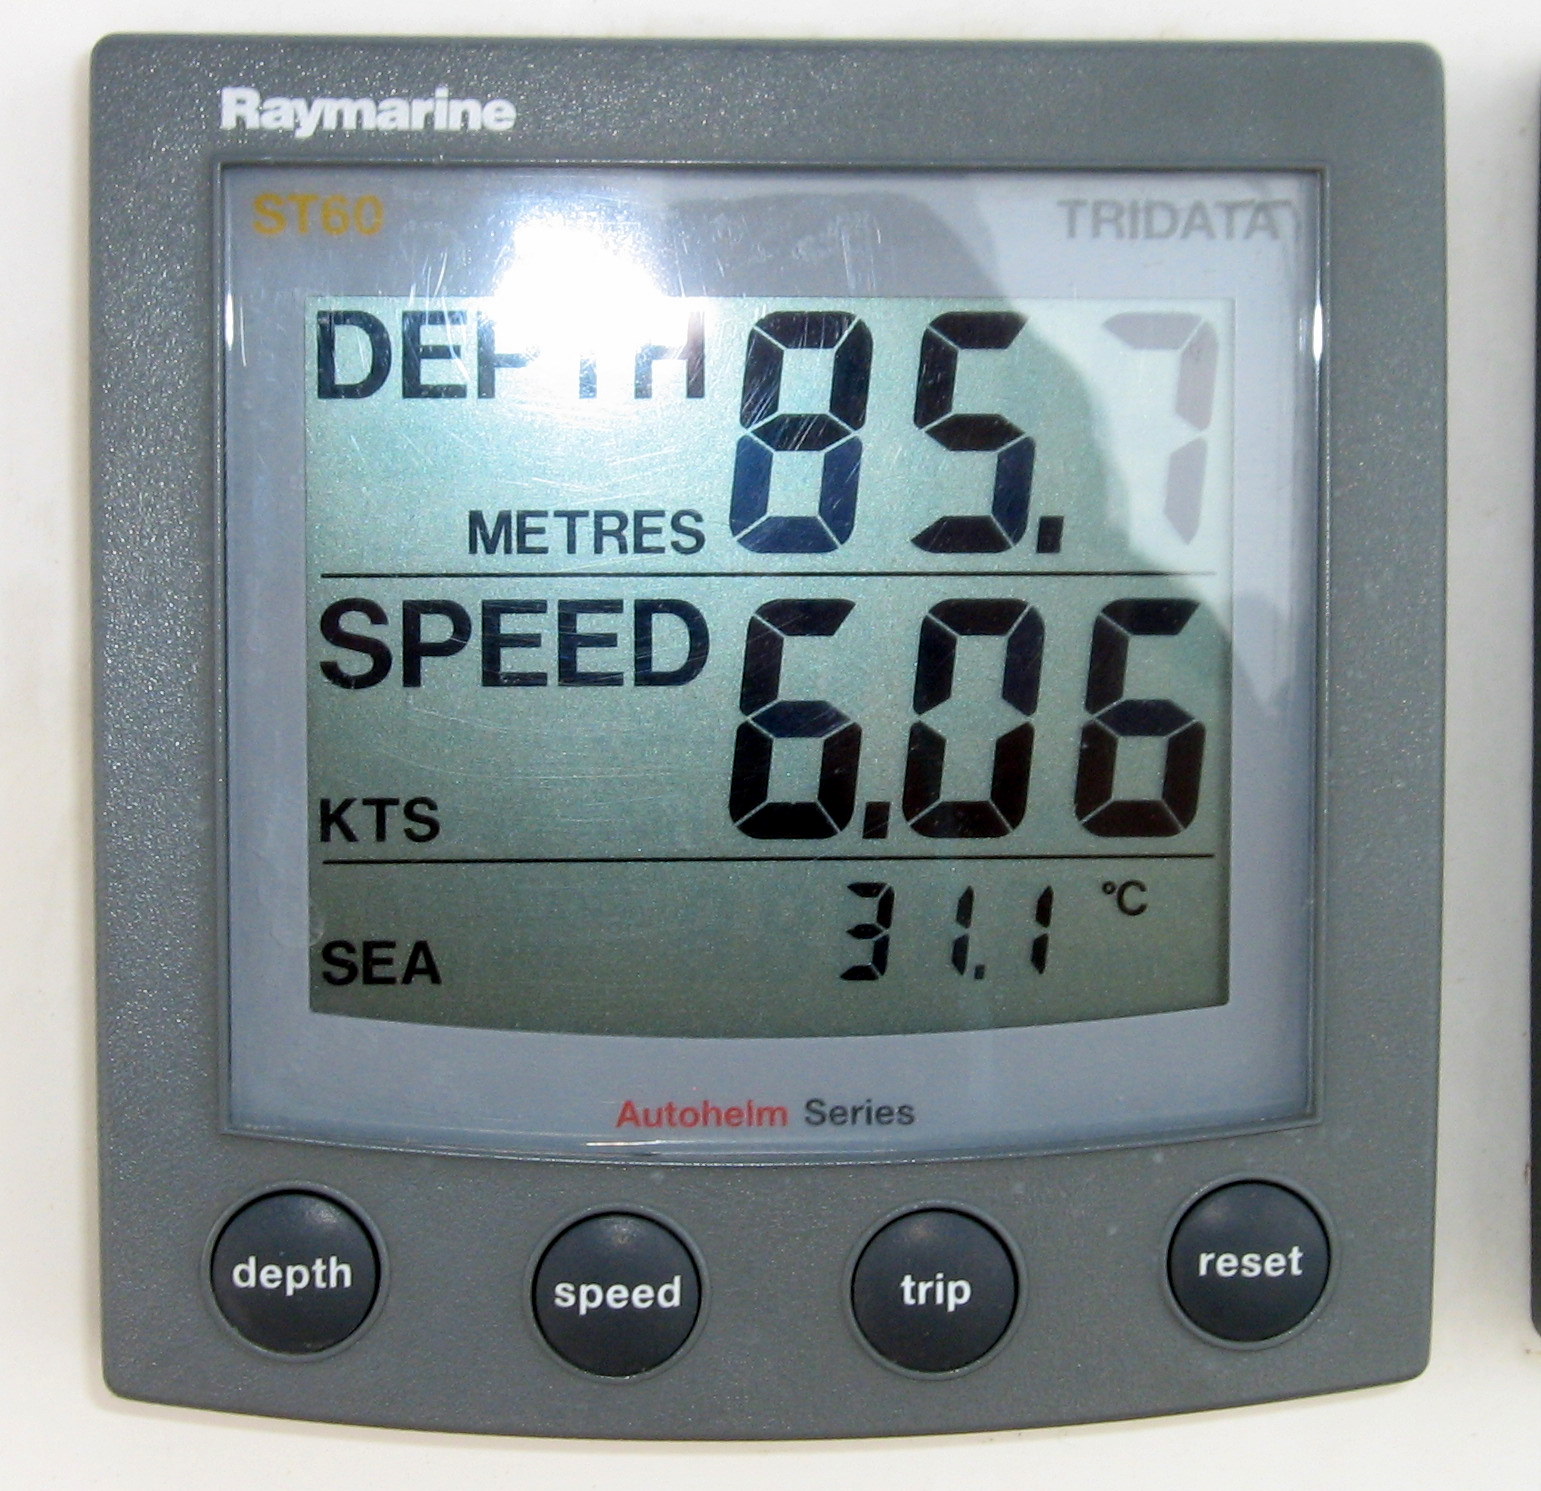 Raymarine
ST60 TRIDATA
DEPTH 85.7
METRES
SPEED 6.06
KTS
SEA 31.1 °C
Autohelm Series
depth speed trip reset